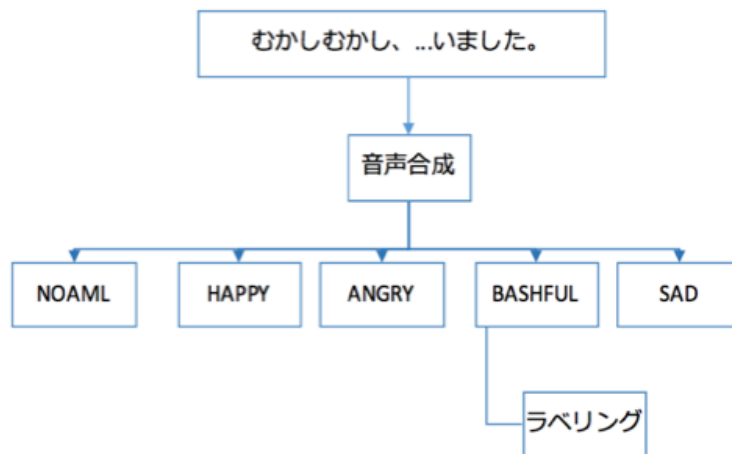 むかしむかし、...いました。
音声合成
NOAML
HAPPY
ANGRY
BASHFUL
SAD
ラベリング